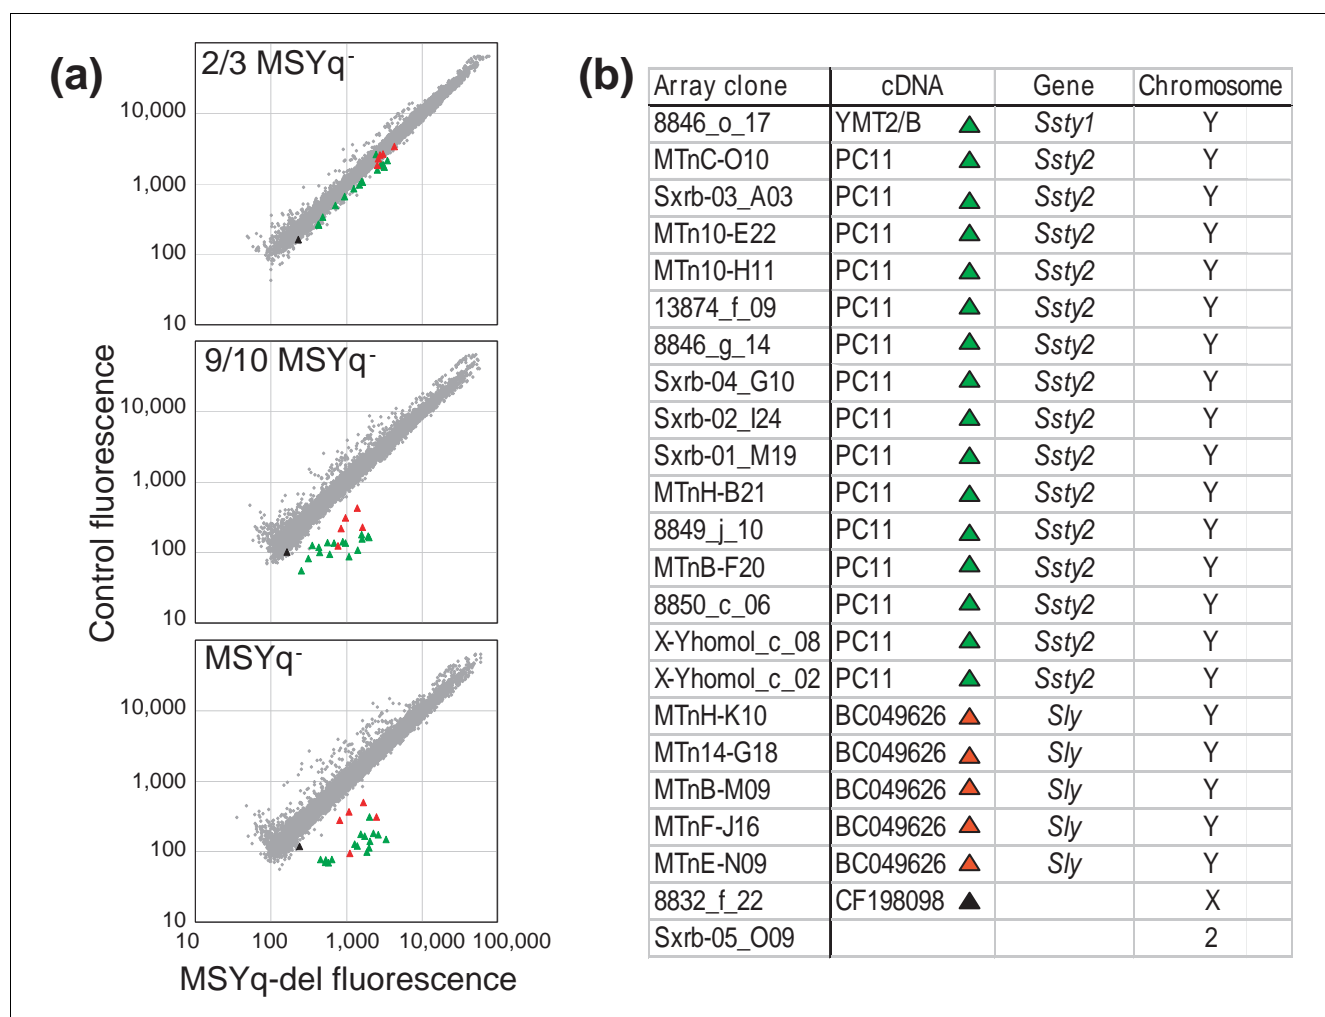 (a)
2/3 MSYq-
10,000
1,000
100
10
9/10 MSYq-
10,000
1,000
100
10
MSYq-
10,000
1,000
100
10
10 100 1,000 10,000 100,000
Control fluorescence
MSYq-del fluorescence
(b)
Array clone cDNA Gene Chromosome
8846_o_17 YMT2/B Ssty1 Y
MTnC-O10 PC11 Ssty2 Y
Sxrb-03_A03 PC11 Ssty2 Y
MTn10-E22 PC11 Ssty2 Y
MTn10-H11 PC11 Ssty2 Y
13874_f_09 PC11 Ssty2 Y
8846_g_14 PC11 Ssty2 Y
Sxrb-04_G10 PC11 Ssty2 Y
Sxrb-02_I24 PC11 Ssty2 Y
Sxrb-01_M19 PC11 Ssty2 Y
MTnH-B21 PC11 Ssty2 Y
8849_j_10 PC11 Ssty2 Y
MTnB-F20 PC11 Ssty2 Y
8850_c_06 PC11 Ssty2 Y
X-Yhomol_c_08 PC11 Ssty2 Y
X-Yhomol_c_02 PC11 Ssty2 Y
MTnH-K10 BC049626 Sly Y
MTn14-G18 BC049626 Sly Y
MTnB-M09 BC049626 Sly Y
MTnF-J16 BC049626 Sly Y
MTnE-N09 BC049626 Sly Y
8832_f_22 CF198098 X
Sxrb-05_O09 2